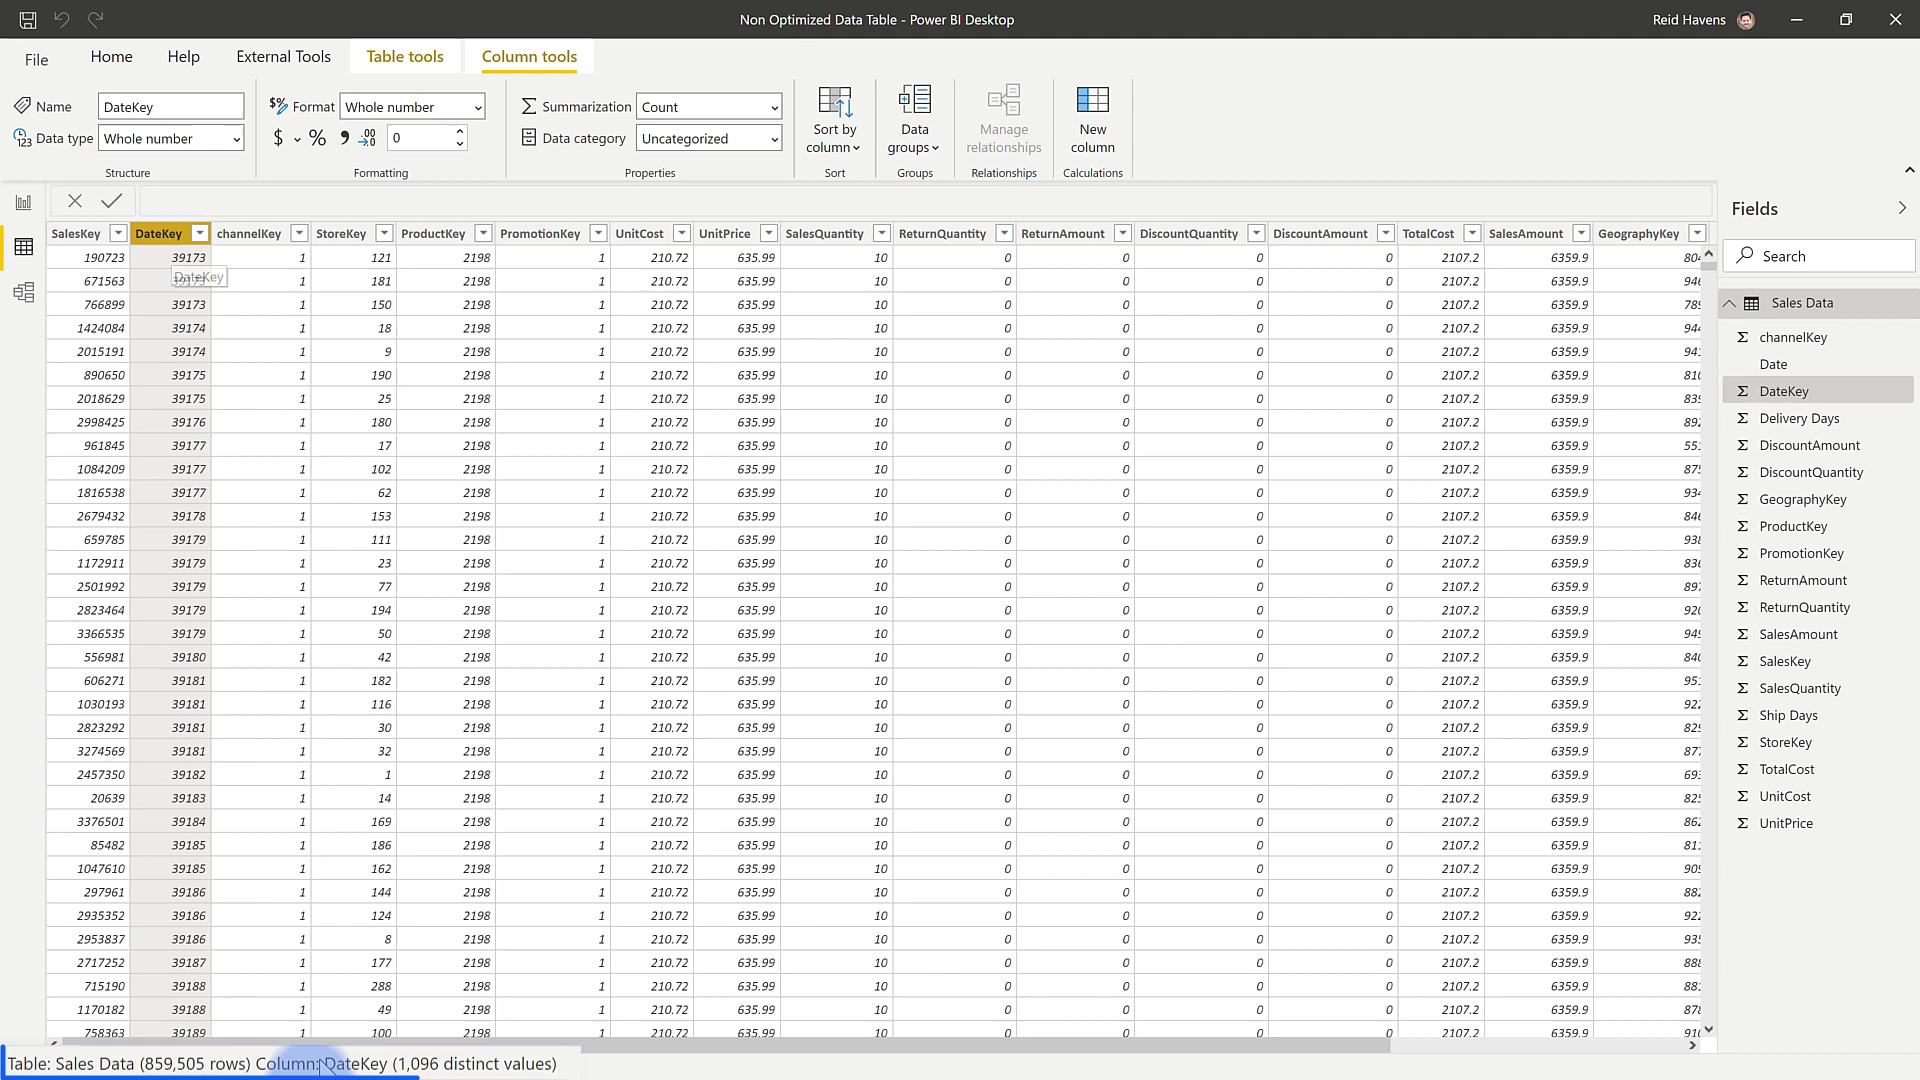 Non Optimized Data Table - Power BI Desktop
Reid Havens
File Home Help External Tools Table tools Column tools
Name DateKey
Data type Whole number
Structure
Format Whole number
$ % , .00 0
Formatting
Summarization Count
Data category Uncategorized
Properties
Sort by column
Sort
Data groups
Groups
Manage relationships
Relationships
New column
Calculations
SalesKey DateKey channelKey StoreKey ProductKey PromotionKey UnitCost UnitPrice SalesQuantity ReturnQuantity ReturnAmount DiscountQuantity DiscountAmount TotalCost SalesAmount GeographyKey
190723 39173 1 121 2198 1 210.72 635.99 10 0 0 0 0 2107.2 6359.9
DateKey
671563 1 181 2198 1 210.72 635.99 10 0 0 0 0 2107.2 6359.9
766899 39173 1 150 2198 1 210.72 635.99 10 0 0 0 0 2107.2 6359.9
1424084 39174 1 18 2198 1 210.72 635.99 10 0 0 0 0 2107.2 6359.9
2015191 39174 1 9 2198 1 210.72 635.99 10 0 0 0 0 2107.2 6359.9
890650 39175 1 190 2198 1 210.72 635.99 10 0 0 0 0 2107.2 6359.9
2018629 39175 1 25 2198 1 210.72 635.99 10 0 0 0 0 2107.2 6359.9
2998425 39176 1 180 2198 1 210.72 635.99 10 0 0 0 0 2107.2 6359.9
961845 39177 1 17 2198 1 210.72 635.99 10 0 0 0 0 2107.2 6359.9
1084209 39177 1 102 2198 1 210.72 635.99 10 0 0 0 0 2107.2 6359.9
1816538 39177 1 62 2198 1 210.72 635.99 10 0 0 0 0 2107.2 6359.9
2679432 39178 1 153 2198 1 210.72 635.99 10 0 0 0 0 2107.2 6359.9
659785 39179 1 111 2198 1 210.72 635.99 10 0 0 0 0 2107.2 6359.9
1172911 39179 1 23 2198 1 210.72 635.99 10 0 0 0 0 2107.2 6359.9
2501992 39179 1 77 2198 1 210.72 635.99 10 0 0 0 0 2107.2 6359.9
2823464 39179 1 194 2198 1 210.72 635.99 10 0 0 0 0 2107.2 6359.9
3366535 39179 1 50 2198 1 210.72 635.99 10 0 0 0 0 2107.2 6359.9
556981 39180 1 42 2198 1 210.72 635.99 10 0 0 0 0 2107.2 6359.9
606271 39181 1 182 2198 1 210.72 635.99 10 0 0 0 0 2107.2 6359.9
1030193 39181 1 116 2198 1 210.72 635.99 10 0 0 0 0 2107.2 6359.9
2823292 39181 1 30 2198 1 210.72 635.99 10 0 0 0 0 2107.2 6359.9
3274569 39181 1 32 2198 1 210.72 635.99 10 0 0 0 0 2107.2 6359.9
2457350 39182 1 1 2198 1 210.72 635.99 10 0 0 0 0 2107.2 6359.9
20639 39183 1 14 2198 1 210.72 635.99 10 0 0 0 0 2107.2 6359.9
3376501 39184 1 169 2198 1 210.72 635.99 10 0 0 0 0 2107.2 6359.9
85482 39185 1 186 2198 1 210.72 635.99 10 0 0 0 0 2107.2 6359.9
1047610 39185 1 162 2198 1 210.72 635.99 10 0 0 0 0 2107.2 6359.9
297961 39186 1 144 2198 1 210.72 635.99 10 0 0 0 0 2107.2 6359.9
2935352 39186 1 124 2198 1 210.72 635.99 10 0 0 0 0 2107.2 6359.9
2953837 39186 1 8 2198 1 210.72 635.99 10 0 0 0 0 2107.2 6359.9
2717252 39187 1 177 2198 1 210.72 635.99 10 0 0 0 0 2107.2 6359.9
715190 39188 1 288 2198 1 210.72 635.99 10 0 0 0 0 2107.2 6359.9
1170182 39188 1 49 2198 1 210.72 635.99 10 0 0 0 0 2107.2 6359.9
758363 39189 1 100 2198 1 210.72 635.99 10 0 0 0 0 2107.2 6359.9
Fields
Search
Sales Data
channelKey
Date
DateKey
Delivery Days
DiscountAmount
DiscountQuantity
GeographyKey
ProductKey
PromotionKey
ReturnAmount
ReturnQuantity
SalesAmount
SalesKey
SalesQuantity
Ship Days
StoreKey
TotalCost
UnitCost
UnitPrice
Table: Sales Data (859,505 rows) Column: DateKey (1,096 distinct values)